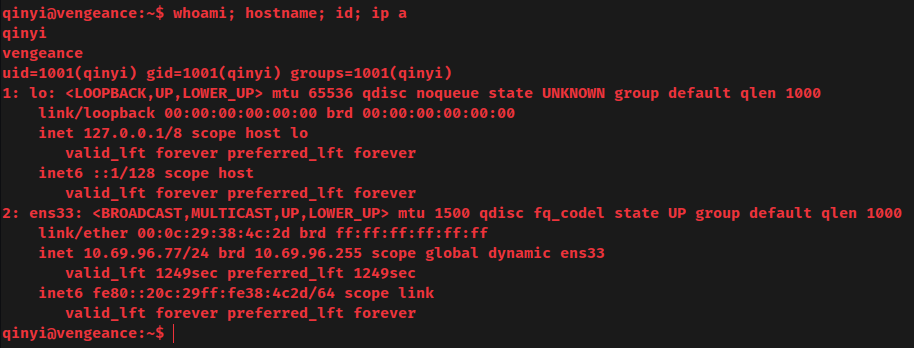 qinyi@vengeance:~$ whoami; hostname; id; ip a
qinyi
vengeance
uid=1001(qinyi) gid=1001(qinyi) groups=1001(qinyi)
1: lo: <LOOPBACK,UP,LOWER_UP> mtu 65536 qdisc noqueue state UNKNOWN group default qlen 1000
    link/loopback 00:00:00:00:00:00 brd 00:00:00:00:00:00
    inet 127.0.0.1/8 scope host lo
       valid_lft forever preferred_lft forever
    inet6 ::1/128 scope host
       valid_lft forever preferred_lft forever
2: ens33: <BROADCAST,MULTICAST,UP,LOWER_UP> mtu 1500 qdisc fq_codel state UP group default qlen 1000
    link/ether 00:0c:29:38:4c:2d brd ff:ff:ff:ff:ff:ff
    inet 10.69.96.77/24 brd 10.69.96.255 scope global dynamic ens33
       valid_lft 1249sec preferred_lft 1249sec
    inet6 fe80::20c:29ff:fe38:4c2d/64 scope link
       valid_lft forever preferred_lft forever
qinyi@vengeance:~$